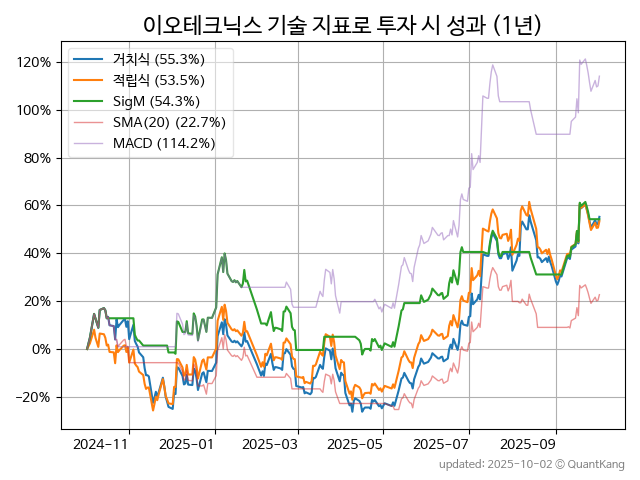 이오테크닉스 기술 지표로 투자 시 성과 (1년)
거치식 (55.3%)
적립식 (53.5%)
SigM (54.3%)
SMA(20) (22.7%)
MACD (114.2%)
120%
100%
80%
60%
40%
20%
0%
−20%
2024−11 2025−01 2025−03 2025−05 2025−07 2025−09
updated: 2025-10-02 © QuantKang